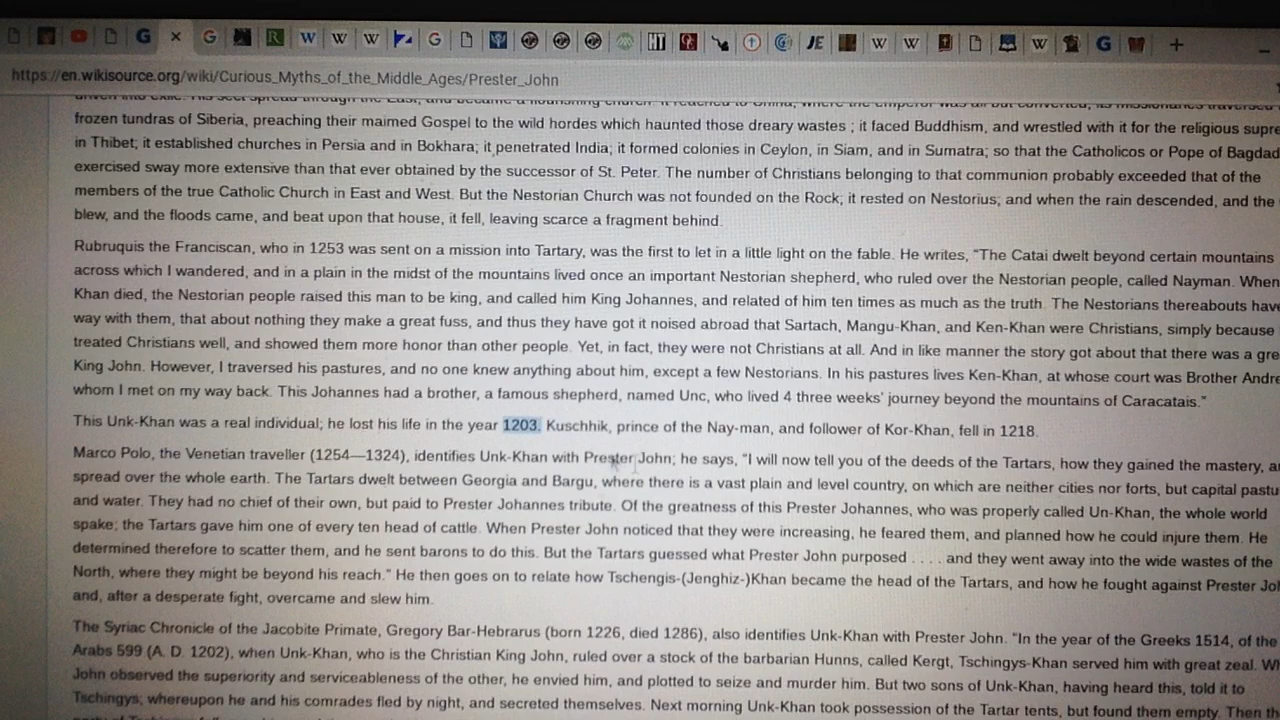 https://en.wikisource.org/wiki/Curious_Myths_of_the_Middle_Ages/Prester_John
driven into exile. His sect spread through the East, and became a flourishing church. It reached to China, where the emperor was all but converted; its missionaries traversed
frozen tundras of Siberia, preaching their maimed Gospel to the wild hordes which haunted those dreary wastes ; it faced Buddhism, and wrestled with it for the religious
in Thibet; it established churches in Persia and in Bokhara; it penetrated India; it formed colonies in Ceylon, in Siam, and in Sumatra; so that the Catholicos or Pope of Bagdad
exercised sway more extensive than that ever obtained by the successor of St. Peter. The number of Christians belonging to that communion probably exceeded that of the
members of the true Catholic Church in East and West. But the Nestorian Church was not founded on the Rock; it rested on Nestorius; and when the rain descended, and the
blew, and the floods came, and beat upon that house, it fell, leaving scarce a fragment behind.
Rubruquis the Franciscan, who in 1253 was sent on a mission into Tartary, was the first to let in a little light on the fable. He writes, "The Catai dwelt beyond certain mountains
across which I wandered, and in a plain in the midst of the mountains lived once an important Nestorian shepherd, who ruled over the Nestorian people, called Nayman. When
Khan died, the Nestorian people raised this man to be king, and called him King Johannes, and related of him ten times as much as the truth. The Nestorians thereabouts have
way with them, that about nothing they make a great fuss, and thus they have got it noised abroad that Sartach, Mangu-Khan, and Ken-Khan were Christians, simply because
treated Christians well, and showed them more honor than other people. Yet, in fact, they were not Christians at all. And in like manner the story got about that there was a
King John. However, I traversed his pastures, and no one knew anything about him, except a few Nestorians. In his pastures lives Ken-Khan, at whose court was Brother
whom I met on my way back. This Johannes had a brother, a famous shepherd, named Unc, who lived 4 three weeks' journey beyond the mountains of Caracatais."
This Unk-Khan was a real individual; he lost his life in the year 1203. Kuschhik, prince of the Nay-man, and follower of Kor-Khan, fell in 1218.
Marco Polo, the Venetian traveller (1254—1324), identifies Unk-Khan with Prester John; he says, "I will now tell you of the deeds of the Tartars, how they gained the mastery,
spread over the whole earth. The Tartars dwelt between Georgia and Bargu, where there is a vast plain and level country, on which are neither cities nor forts, but capital
and water. They had no chief of their own, but paid to Prester Johannes tribute. Of the greatness of this Prester Johannes, who was properly called Un-Khan, the whole world
spake; the Tartars gave him one of every ten head of cattle. When Prester John noticed that they were increasing, he feared them, and planned how he could injure them. He
determined therefore to scatter them, and he sent barons to do this. But the Tartars guessed what Prester John purposed . . . . and they went away into the wide wastes of the
North, where they might be beyond his reach." He then goes on to relate how Tschengis-(Jenghiz-)Khan became the head of the Tartars, and how he fought against Prester
and, after a desperate fight, overcame and slew him.
The Syriac Chronicle of the Jacobite Primate, Gregory Bar-Hebrarus (born 1226, died 1286), also identifies Unk-Khan with Prester John. "In the year of the Greeks 1514, of the
Arabs 599 (A. D. 1202), when Unk-Khan, who is the Christian King John, ruled over a stock of the barbarian Hunns, called Kergt, Tschingys-Khan served him with great zeal.
John observed the superiority and serviceableness of the other, he envied him, and plotted to seize and murder him. But two sons of Unk-Khan, having heard this, told it to
Tschingys; whereupon he and his comrades fled by night, and secreted themselves. Next morning Unk-Khan took possession of the Tartar tents, but found them empty. Then